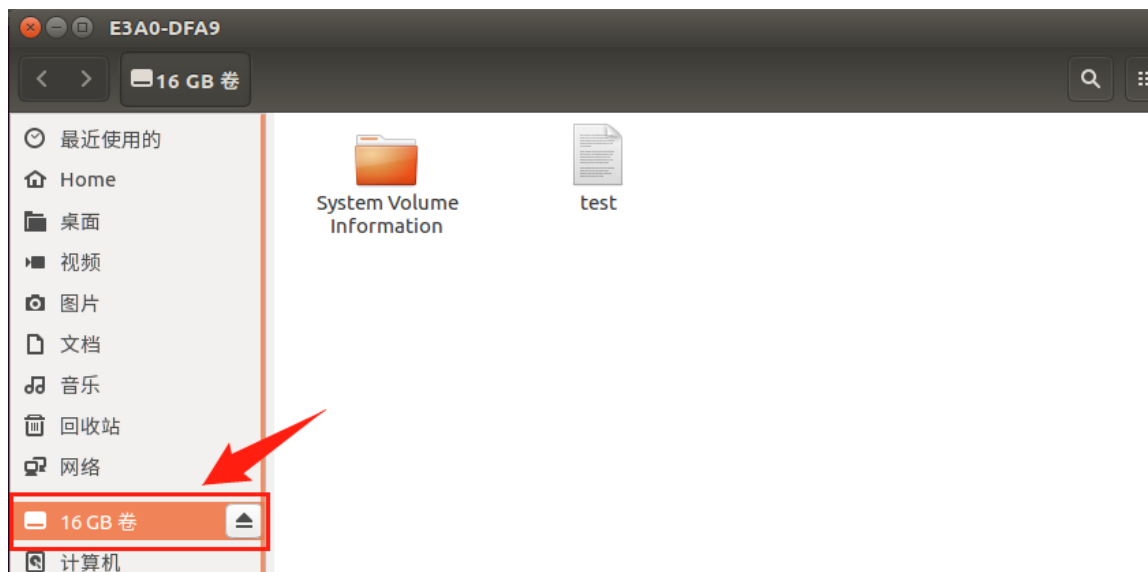 E3A0-DFA9
16 GB 卷
最近使用的
Home
桌面
视频
图片
文档
音乐
回收站
网络
16 GB 卷
计算机
System Volume
Information
test